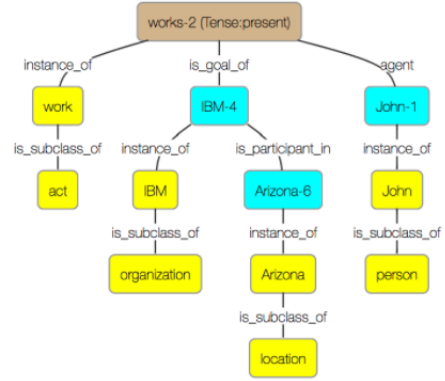 works-2 (Tense:present)
instance_of
is_goal_of
agent
work
IBM-4
John-1
is_subclass_of
instance_of
is_participant_in
instance_of
act
IBM
Arizona-6
John
is_subclass_of
instance_of
is_subclass_of
organization
Arizona
person
is_subclass_of
location